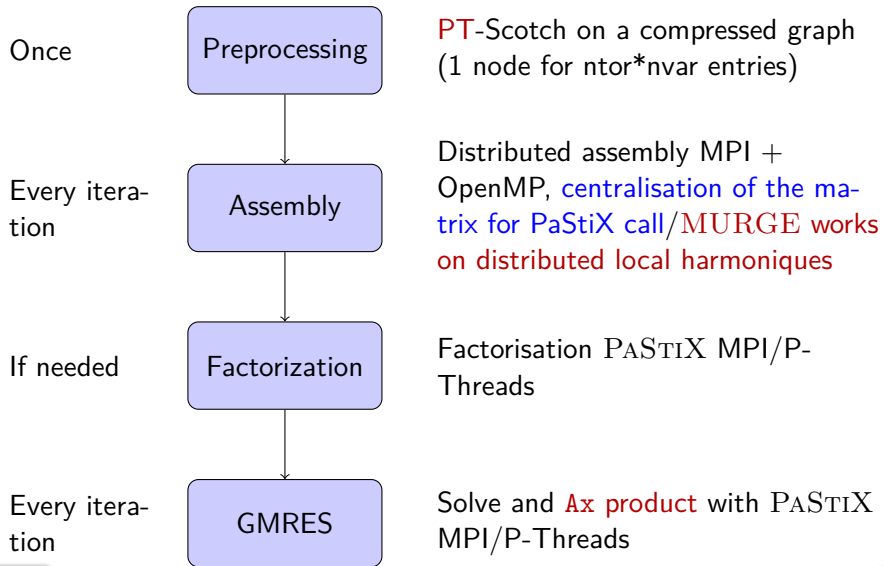 Once
Preprocessing
PT-Scotch on a compressed graph
(1 node for ntor*nvar entries)
Every itera-
tion
Assembly
Distributed assembly MPI +
OpenMP, centralisation of the ma-
trix for PaStiX call/MURGE works
on distributed local harmoniques
If needed
Factorization
Factorisation PaStiX MPI/P-
Threads
Every itera-
tion
GMRES
Solve and Ax product with PaStiX
MPI/P-Threads